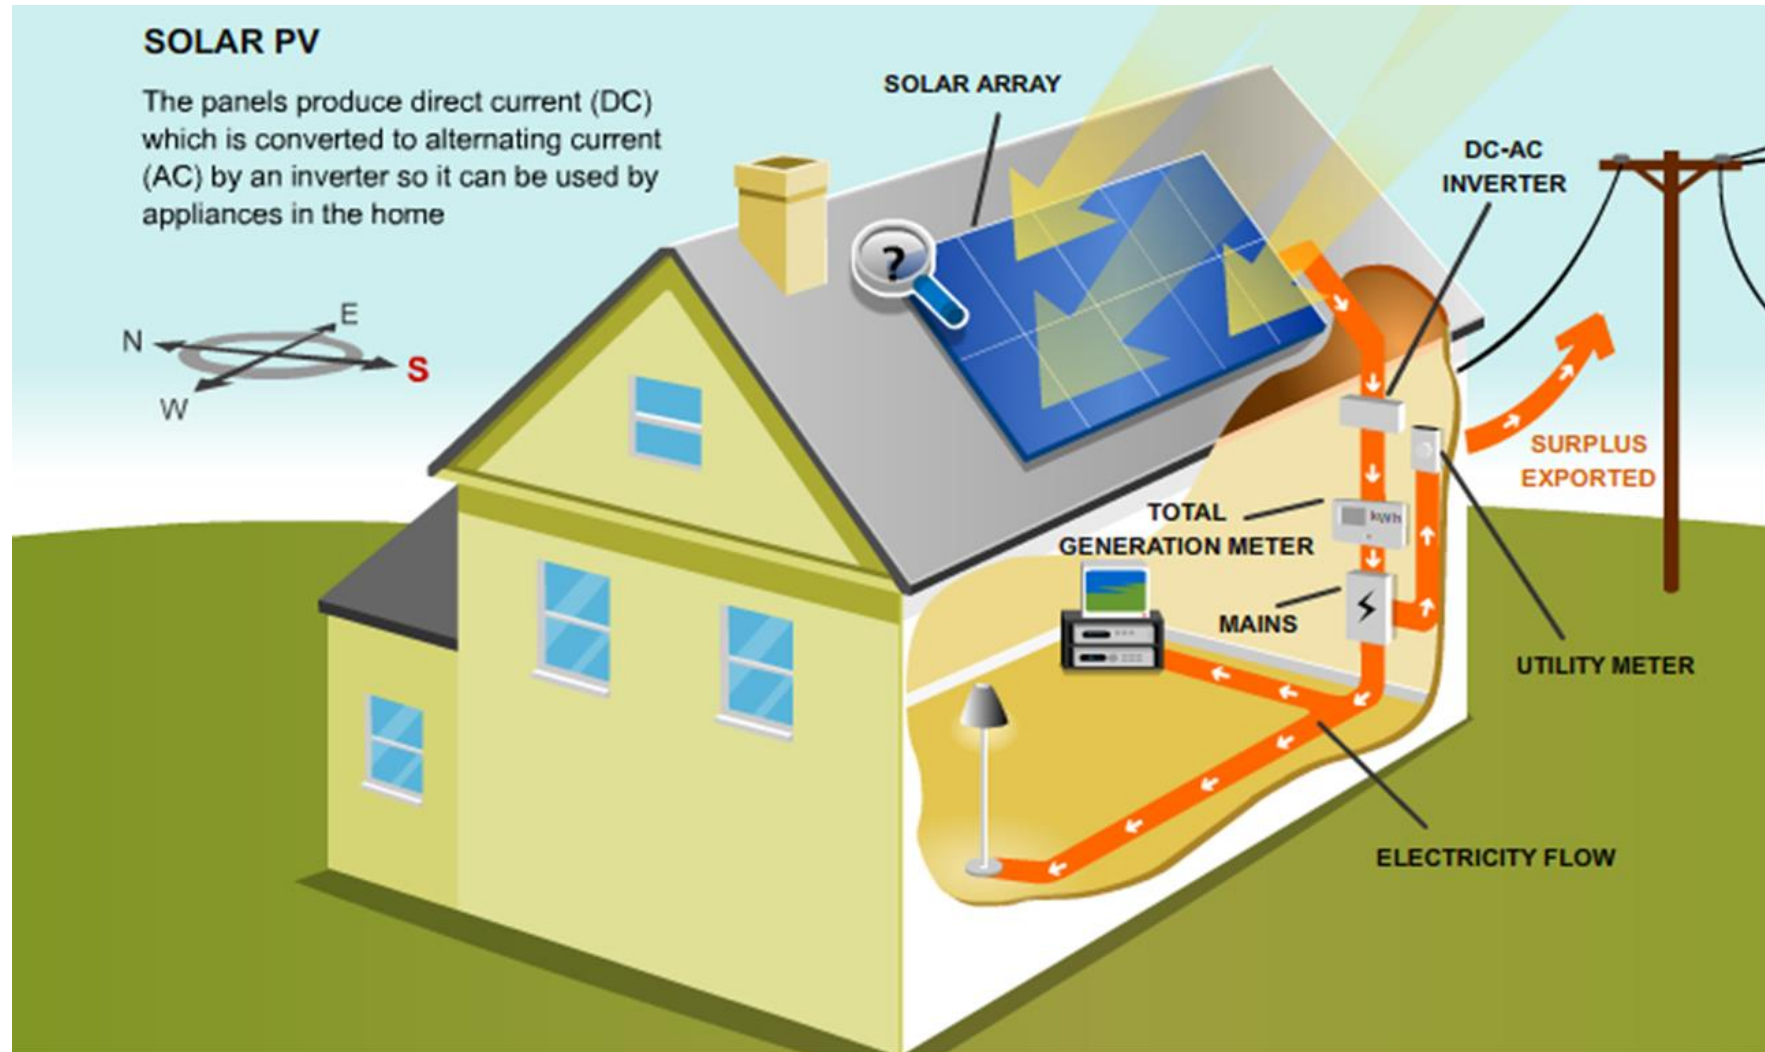 SOLAR PV
The panels produce direct current (DC)
which is converted to alternating current
(AC) by an inverter so it can be used by
appliances in the home
SOLAR ARRAY
DC-AC
INVERTER
?
N
E
S
W
SURPLUS
EXPORTED
TOTAL
GENERATION METER
kWh
MAINS
UTILITY METER
ELECTRICITY FLOW